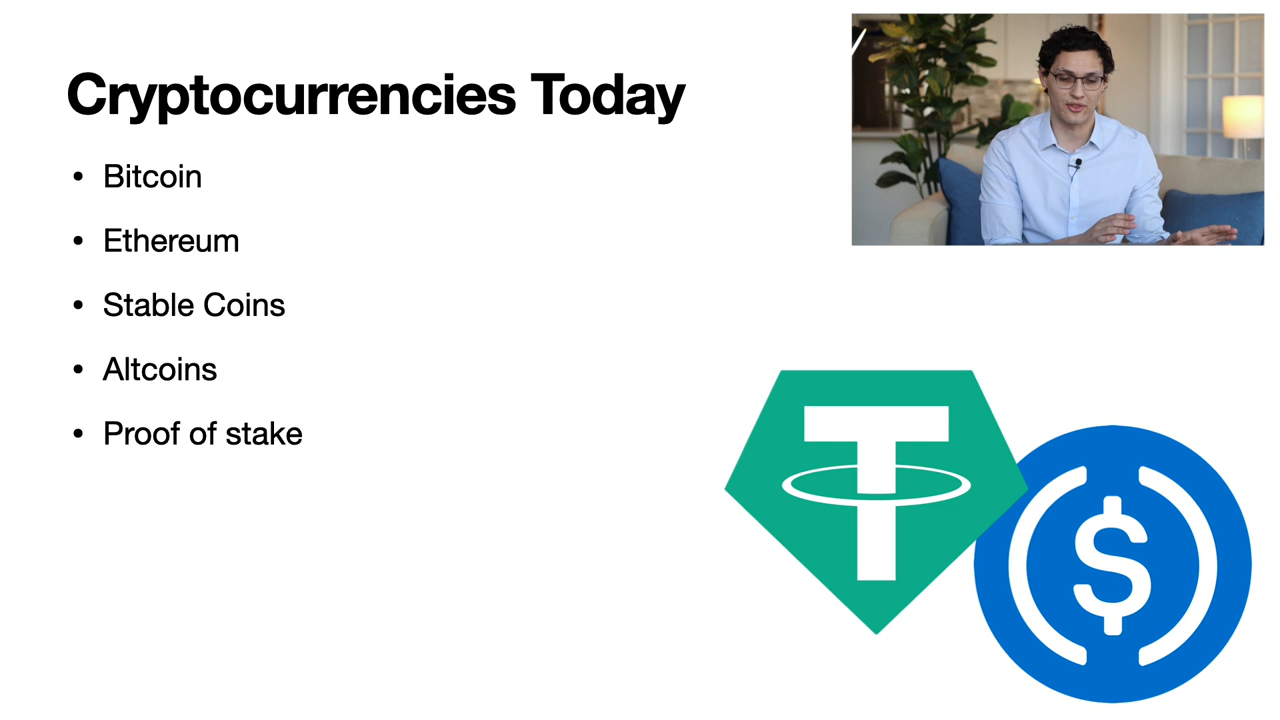 Cryptocurrencies Today
• Bitcoin
• Ethereum
• Stable Coins
• Altcoins
• Proof of stake